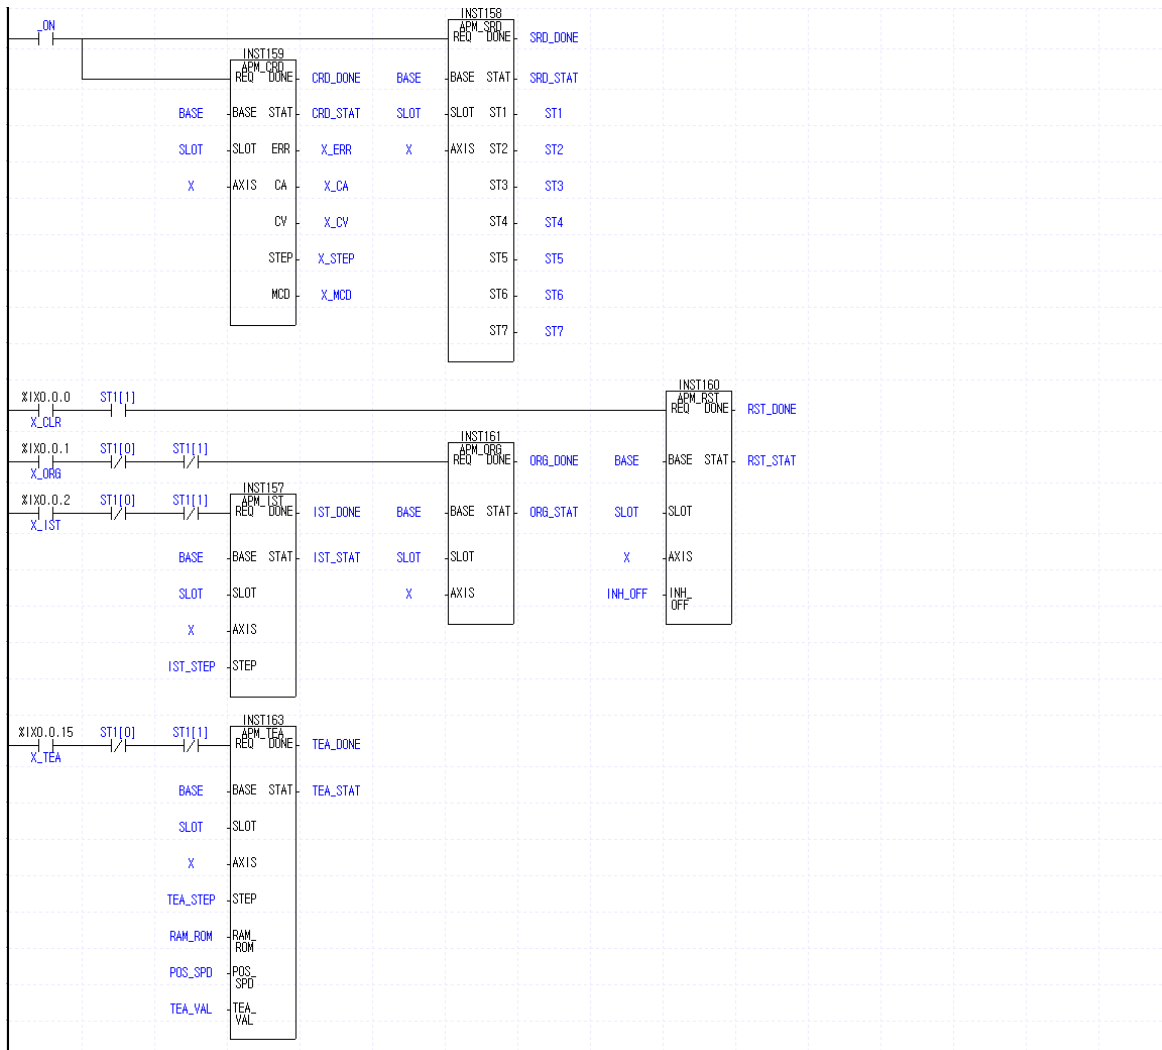 INST158
_ON APM_SRD
REQ DONE SRD_DONE
INST159
APM_CRD
REQ DONE CRD_DONE BASE BASE STAT SRD_STAT
BASE BASE STAT CRD_STAT SLOT SLOT ST1 ST1
SLOT SLOT ERR X_ERR X AXIS ST2 ST2
X AXIS CA X_CA ST3 ST3
CV X_CV ST4 ST4
STEP X_STEP ST5 ST5
MCD X_MCD ST6 ST6
ST7 ST7
INST160
%IX0.0.0 ST1[1] APM_RST
REQ DONE RST_DONE
X_CLR
INST161
%IX0.0.1 ST1[0] ST1[1] APM_ORG
REQ DONE ORG_DONE BASE BASE STAT RST_STAT
X_ORG
INST157
%IX0.0.2 ST1[0] ST1[1] APM_IST
REQ DONE IST_DONE BASE BASE STAT ORG_STAT SLOT SLOT
X_IST
BASE BASE STAT IST_STAT SLOT SLOT X AXIS
SLOT SLOT X AXIS INH_OFF INH_
OFF
X AXIS
IST_STEP STEP
INST163
%IX0.0.15 ST1[0] ST1[1] APM_TEA
REQ DONE TEA_DONE
X_TEA
BASE BASE STAT TEA_STAT
SLOT SLOT
X AXIS
TEA_STEP STEP
RAM_ROM RAM_
ROM
POS_SPD POS_
SPD
TEA_VAL TEA_
VAL